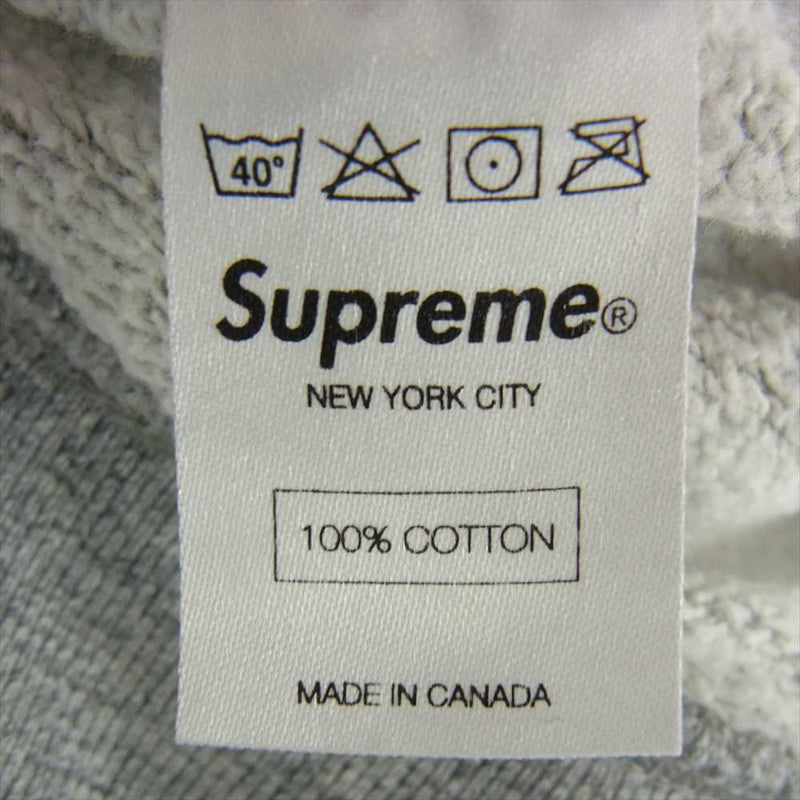 40°
Supreme®
NEW YORK CITY
100% COTTON
MADE IN CANADA